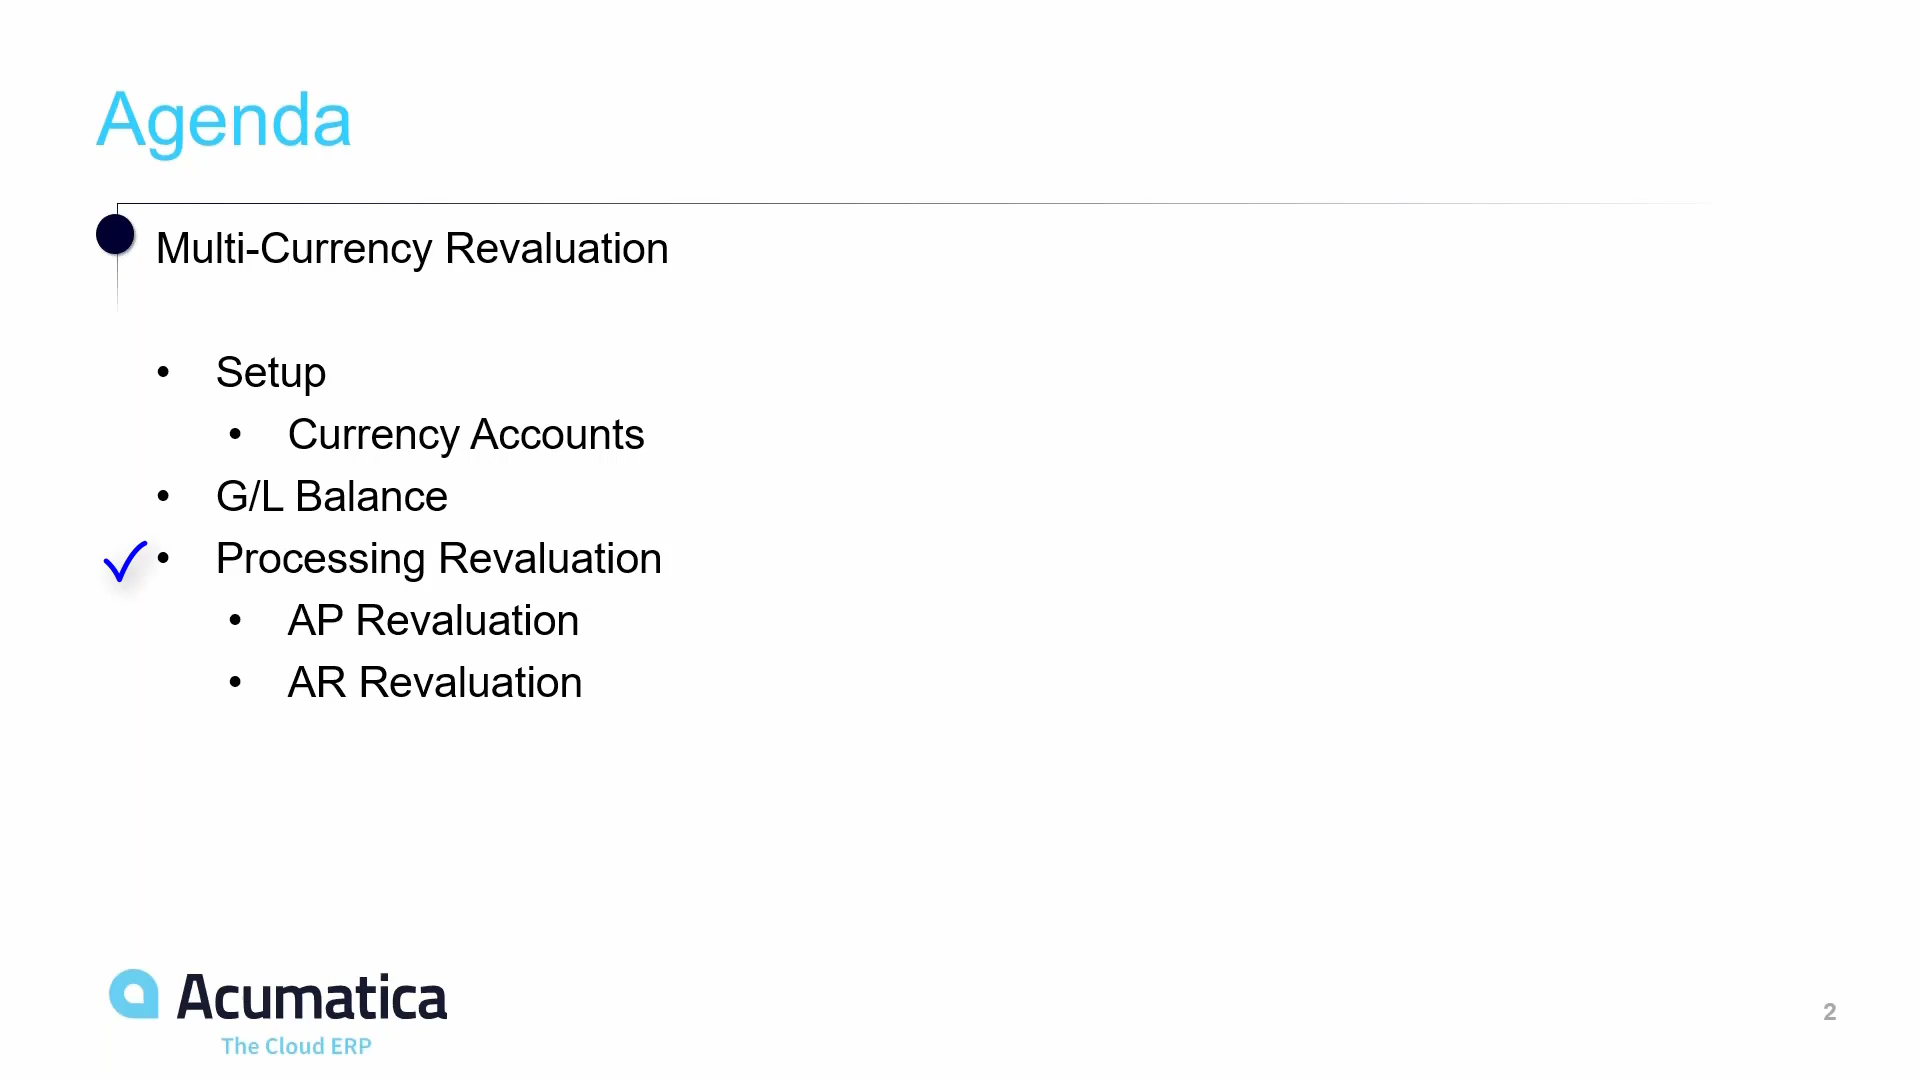 Agenda
Multi-Currency Revaluation
• Setup
• Currency Accounts
• G/L Balance
✓• Processing Revaluation
• AP Revaluation
• AR Revaluation
Acumatica
The Cloud ERP
2